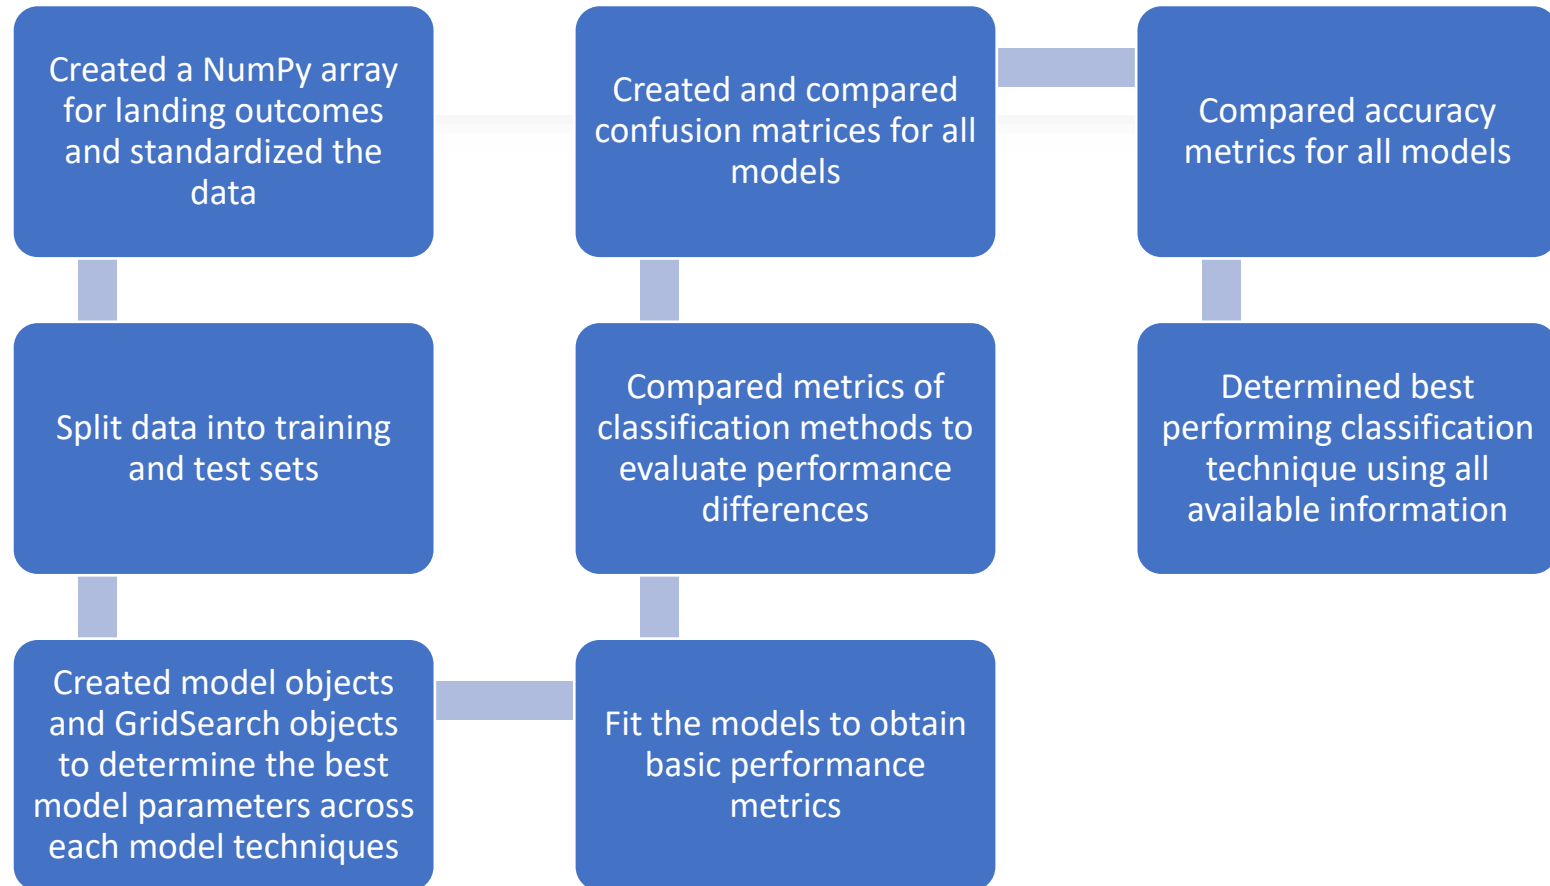 Created a NumPy array
for landing outcomes
and standardized the
data
Split data into training
and test sets
Created model objects
and GridSearch objects
to determine the best
model parameters across
each model techniques
Fit the models to obtain
basic performance
metrics
Compared metrics of
classification methods to
evaluate performance
differences
Created and compared
confusion matrices for all
models
Compared accuracy
metrics for all models
Determined best
performing classification
technique using all
available information